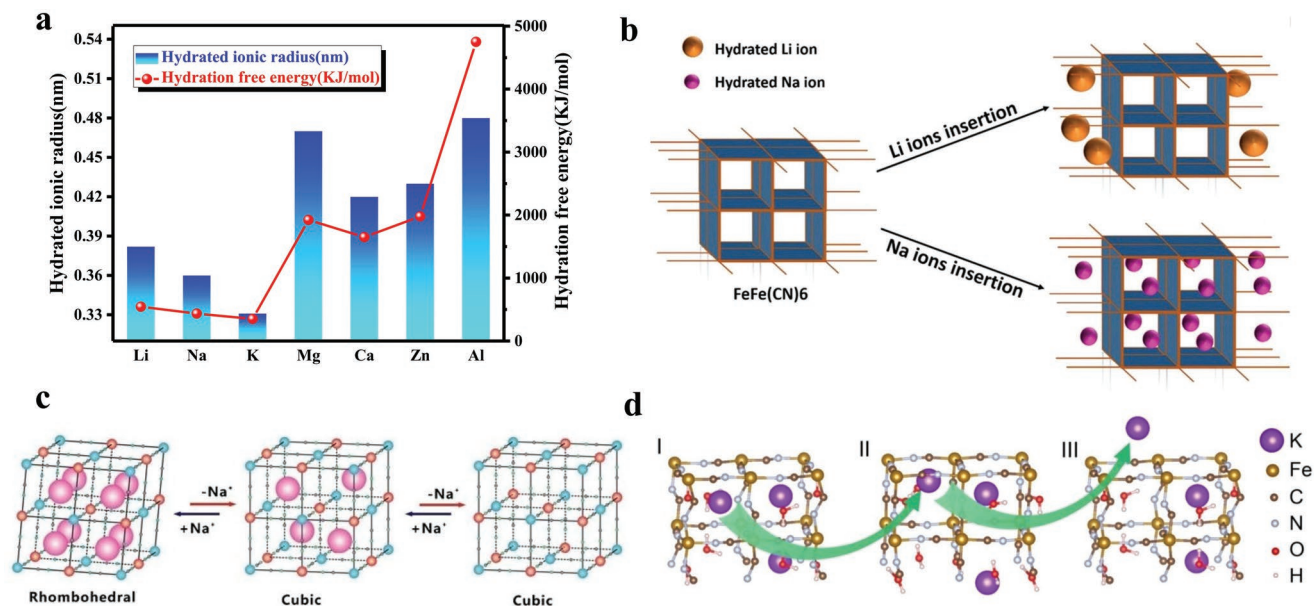 a
Hydrated ionic radius(nm)
Hydration free energy(KJ/mol)
Hydrated ionic radius(nm)
0.54
0.51
0.48
0.45
0.42
0.39
0.36
0.33
Hydration free energy(KJ/mol)
5000
4000
3000
2000
1000
0
Li Na K Mg Ca Zn Al
b
Hydrated Li ion
Hydrated Na ion
FeFe(CN)6
Li ions insertion
Na ions insertion
c
-Na⁺
+Na⁺
-Na⁺
+Na⁺
Rhombohedral
Cubic
Cubic
d
I
II
III
K
Fe
C
N
O
H